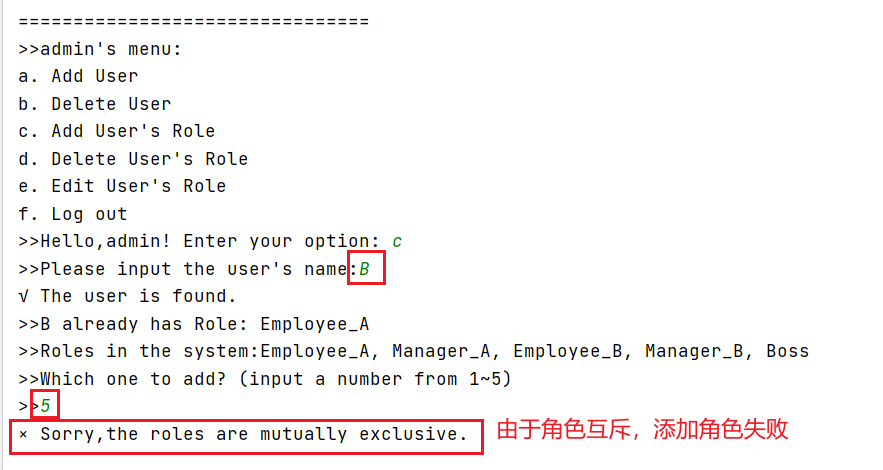 ================================
>>admin's menu:
a. Add User
b. Delete User
c. Add User's Role
d. Delete User's Role
e. Edit User's Role
f. Log out
>>Hello,admin! Enter your option: c
>>Please input the user's name:B
√ The user is found.
>>B already has Role: Employee_A
>>Roles in the system:Employee_A, Manager_A, Employee_B, Manager_B, Boss
>>Which one to add? (input a number from 1~5)
>>5
× Sorry,the roles are mutually exclusive. 由于角色互斥，添加角色失败